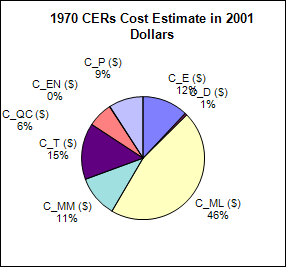 1970 CERs Cost Estimate in 2001
Dollars
C_P ($)
9%
C_E ($)
12%
C_D ($)
1%
C_EN ($)
0%
C_QC ($)
6%
C_T ($)
15%
C_MM ($)
11%
C_ML ($)
46%